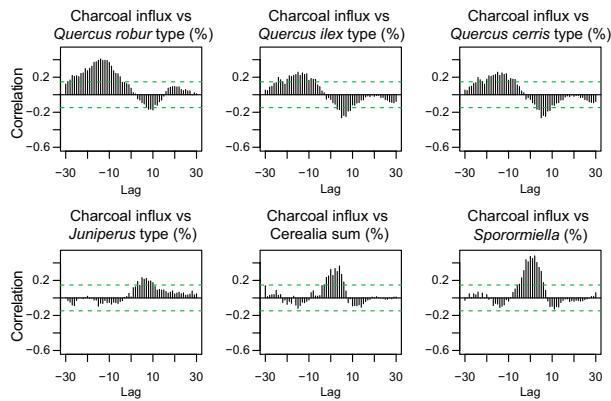 Charcoal influx vs
Quercus robur type (%)
Charcoal influx vs
Quercus ilex type (%)
Charcoal influx vs
Quercus cerris type (%)
Correlation
0.2
−0.2
−0.6
−30
−10
10
30
Lag
0.2
−0.2
−0.6
−30
−10
10
30
Lag
0.2
−0.2
−0.6
−30
−10
10
30
Lag
Charcoal influx vs
Juniperus type (%)
Charcoal influx vs
Cerealia sum (%)
Charcoal influx vs
Sporormiella (%)
Correlation
0.2
−0.2
−0.6
−30
−10
10
30
Lag
0.2
−0.2
−0.6
−30
−10
10
30
Lag
0.2
−0.2
−0.6
−30
−10
10
30
Lag